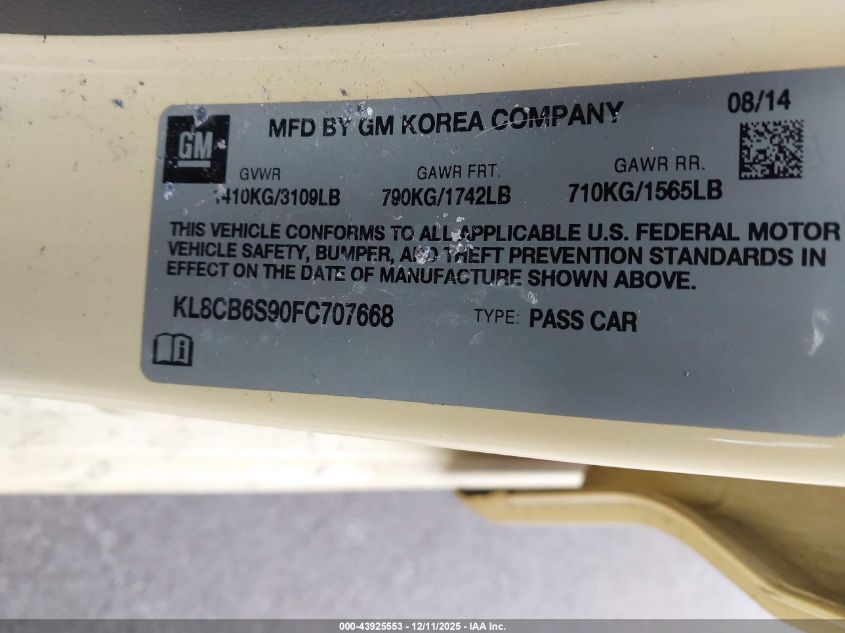 GM
MFD BY GM KOREA COMPANY
08/14
GVWR GAWR FRT. GAWR RR.
1410KG/3109LB 790KG/1742LB 710KG/1565LB
THIS VEHICLE CONFORMS TO ALL APPLICABLE U.S. FEDERAL MOTOR
VEHICLE SAFETY, BUMPER, AND THEFT PREVENTION STANDARDS IN
EFFECT ON THE DATE OF MANUFACTURE SHOWN ABOVE.
KL8CB6S90FC707668 TYPE: PASS CAR
i
000-43925553 - 12/11/2025 - IAA Inc.